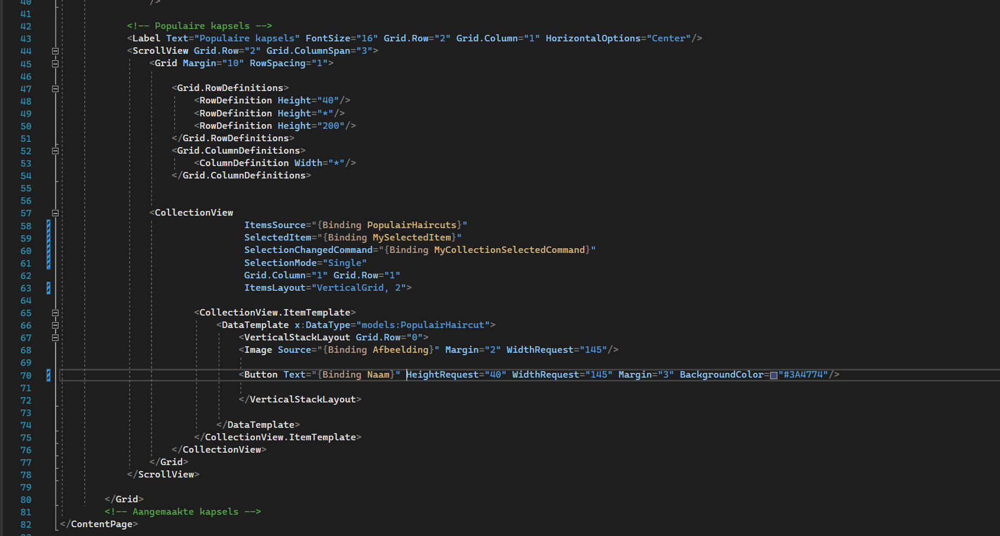 40 />
41
42 <!-- Populaire kapsels -->
43 <Label Text="Populaire kapsels" FontSize="16" Grid.Row="2" Grid.Column="1" HorizontalOptions="Center"/>
44 <ScrollView Grid.Row="2" Grid.ColumnSpan="3">
45 <Grid Margin="10" RowSpacing="1">
46
47 <Grid.RowDefinitions>
48 <RowDefinition Height="40"/>
49 <RowDefinition Height="*"/>
50 <RowDefinition Height="200"/>
51 </Grid.RowDefinitions>
52 <Grid.ColumnDefinitions>
53 <ColumnDefinition Width="*"/>
54 </Grid.ColumnDefinitions>
55
56
57 <CollectionView
58 ItemsSource="{Binding PopulairHaircuts}"
59 SelectedItem="{Binding MySelectedItem}"
60 SelectionChangedCommand="{Binding MyCollectionSelectedCommand}"
61 SelectionMode="Single"
62 Grid.Column="1" Grid.Row="1"
63 ItemsLayout="VerticalGrid, 2">
64
65 <CollectionView.ItemTemplate>
66 <DataTemplate x:DataType="models:PopulairHaircut">
67 <VerticalStackLayout Grid.Row="0">
68 <Image Source="{Binding Afbeelding}" Margin="2" WidthRequest="145"/>
69
70 <Button Text="{Binding Naam}" HeightRequest="40" WidthRequest="145" Margin="3" BackgroundColor="#3A4774"/>
71
72 </VerticalStackLayout>
73
74 </DataTemplate>
75 </CollectionView.ItemTemplate>
76 </CollectionView>
77 </Grid>
78 </ScrollView>
79
80 </Grid>
81 <!-- Aangemaakte kapsels -->
82 </ContentPage>